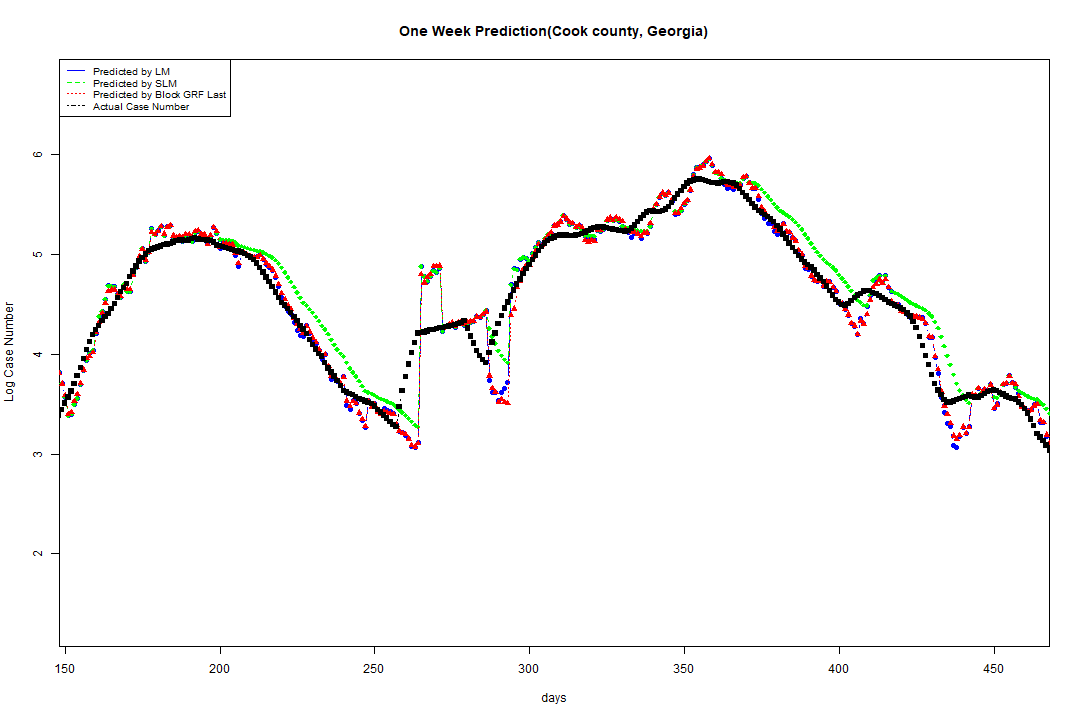 One Week Prediction(Cook county, Georgia)
Predicted by LM
Predicted by SLM
Predicted by Block GRF Last
Actual Case Number
6
5
4
3
2
Log Case Number
150 200 250 300 350 400 450
days